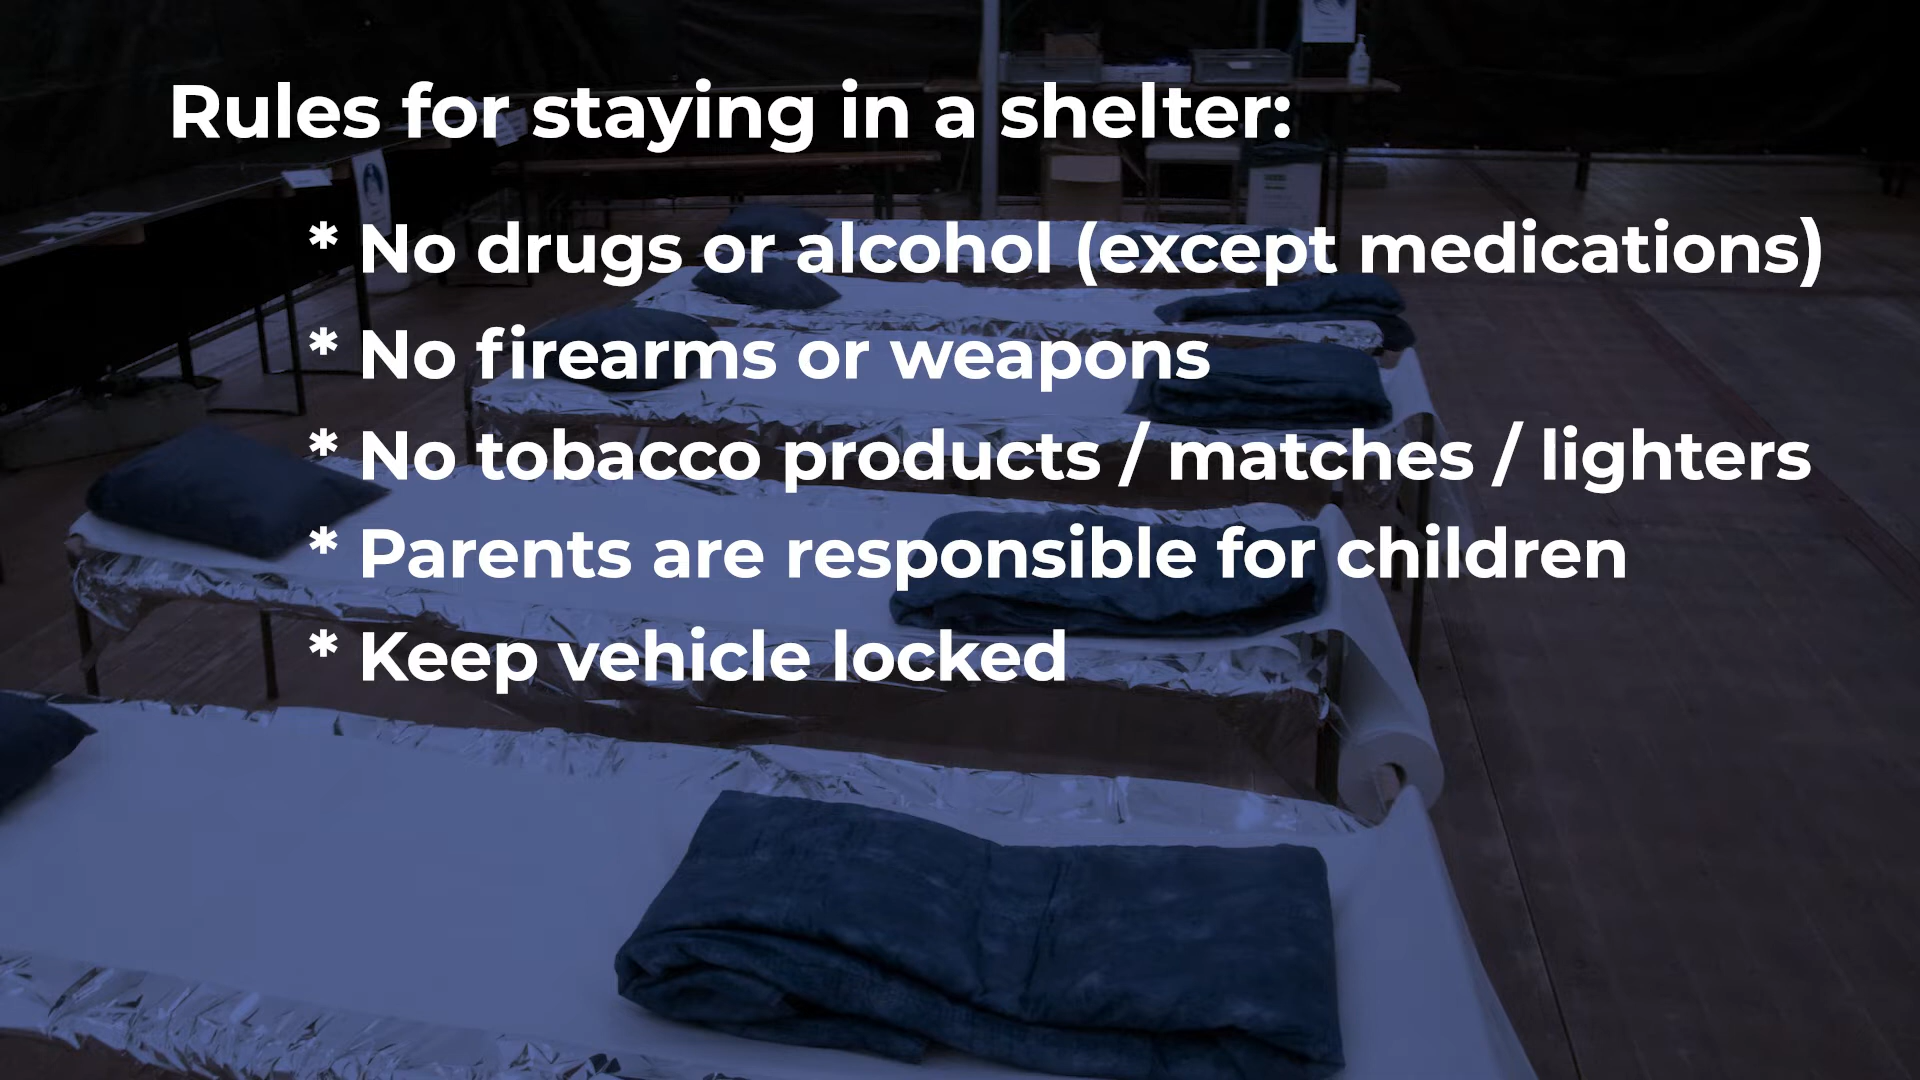 Rules for staying in a shelter:
* No drugs or alcohol (except medications)
* No firearms or weapons
* No tobacco products / matches / lighters
* Parents are responsible for children
* Keep vehicle locked